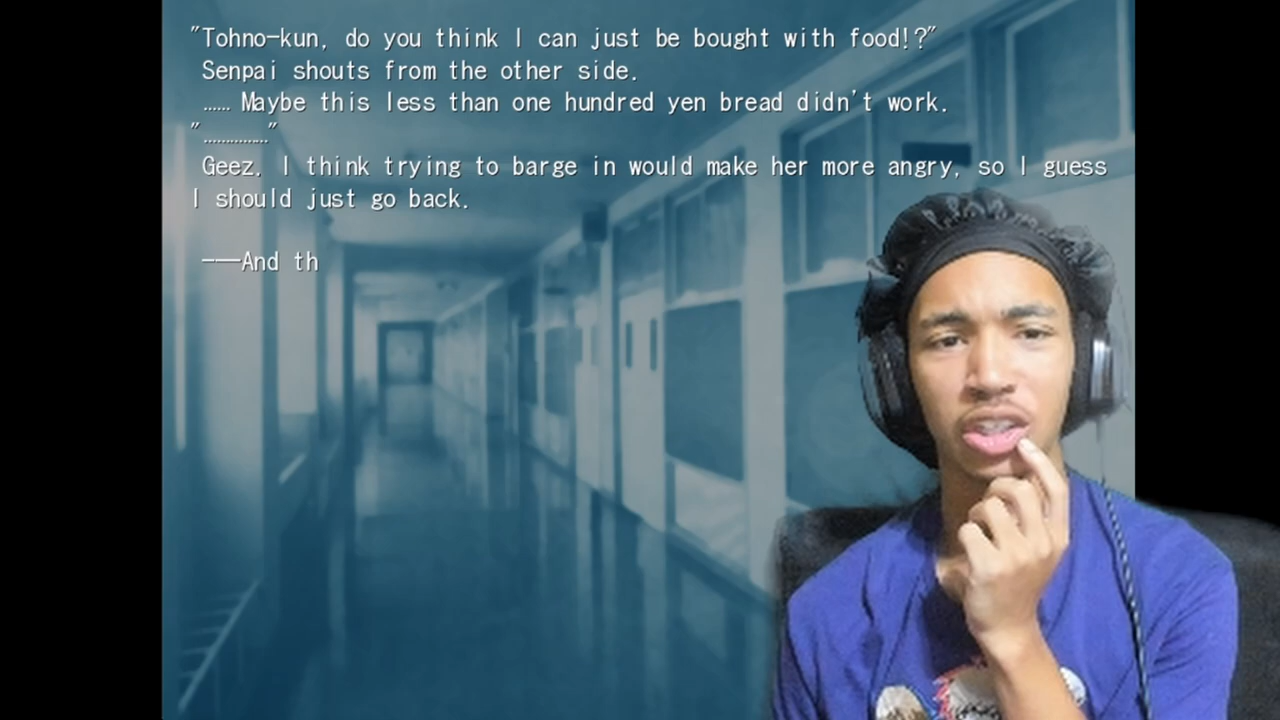 "Tohno-kun, do you think I can just be bought with food!?"
Senpai shouts from the other side.
…… Maybe this less than one hundred yen bread didn't work.
"……………"
Geez, I think trying to barge in would make her more angry, so I guess
I should just go back.
———And th